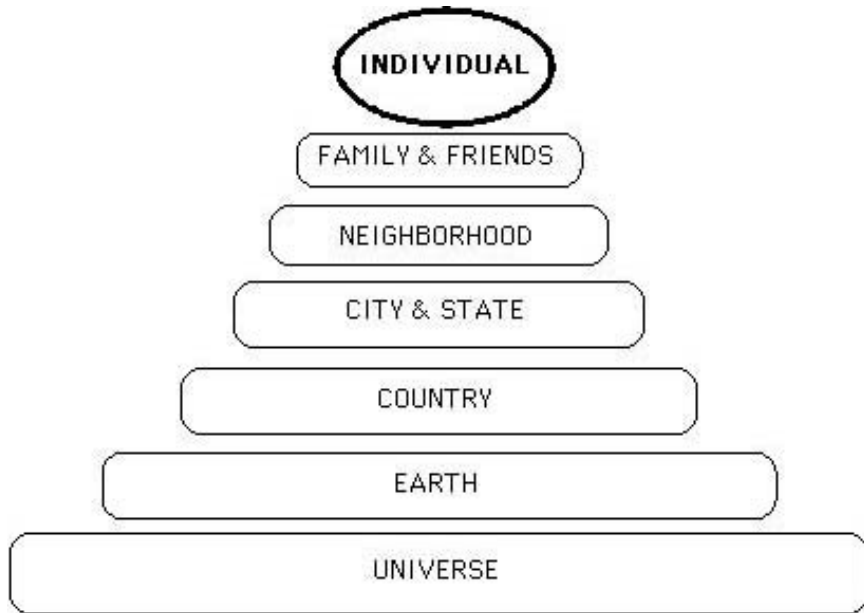 INDIVIDUAL
FAMILY & FRIENDS
NEIGHBORHOOD
CITY & STATE
COUNTRY
EARTH
UNIVERSE